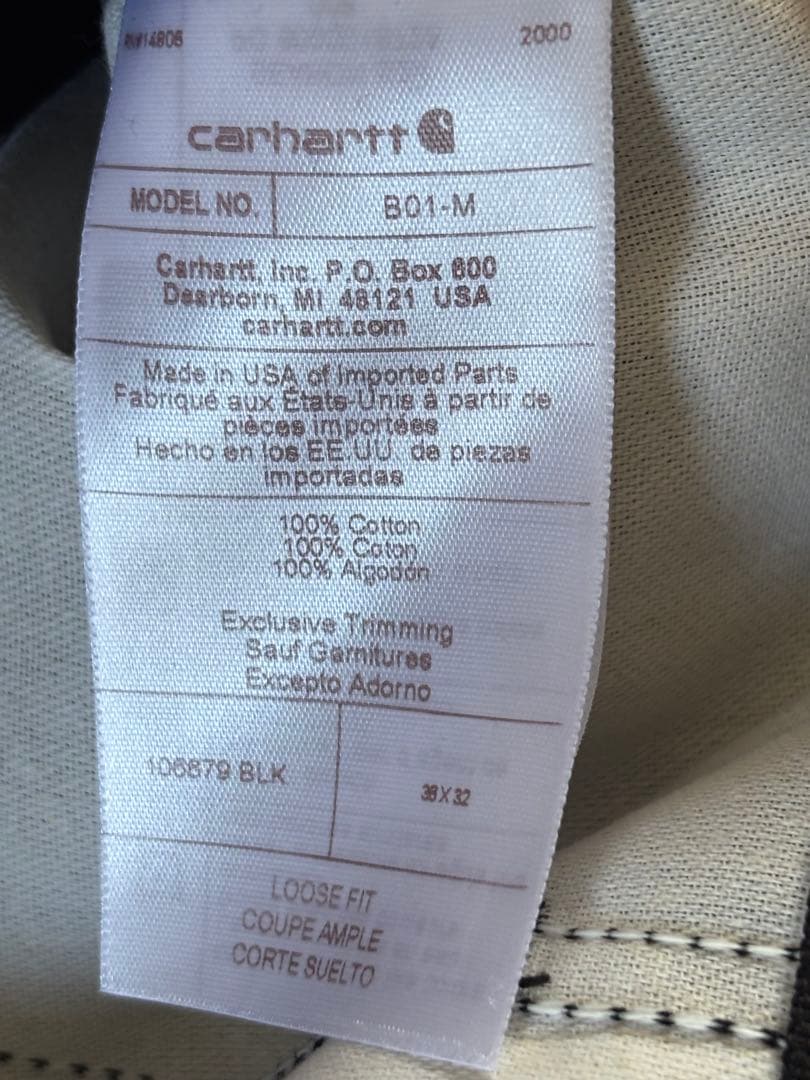 RN#14806
2000
carhartt
MODEL NO.
B01-M
Carhartt, Inc. P.O. Box 600
Dearborn, MI 48121 USA
carhartt.com
Made in USA of Imported Parts
Fabriqué aux États-Unis à partir de
pièces importées
Hecho en los EE.UU. de piezas
importadas
100% Cotton
100% Coton
100% Algodón
Exclusive Trimming
Sauf Garnitures
Excepto Adorno
BLK
X 32
LOOSE FIT
COUPE AMPLE
CORTE SUELTO